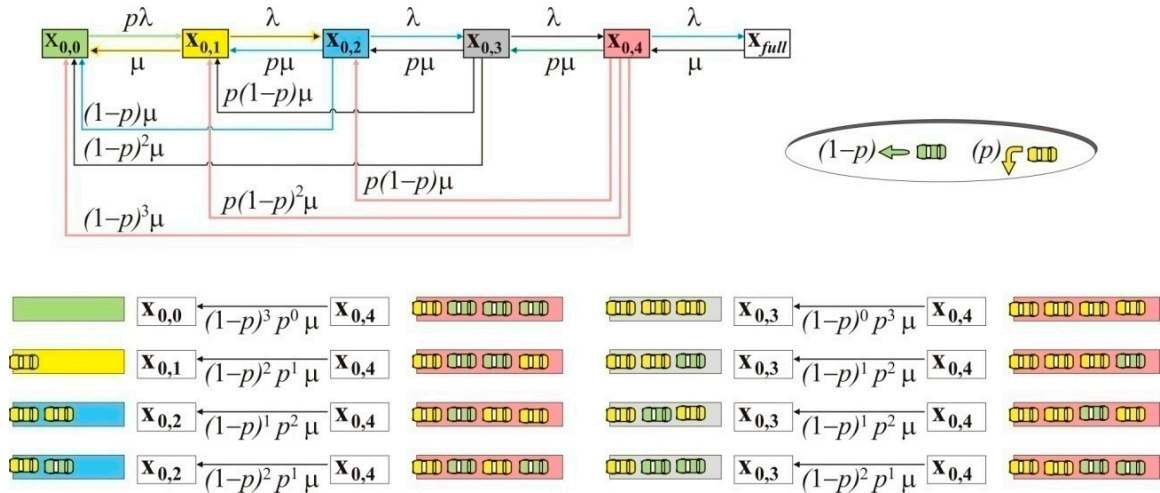 pλ λ λ λ λ
x₀,₀ x₀,₁ x₀,₂ x₀,₃ x₀,₄ x_full
μ pμ pμ pμ μ
p(1-p)μ
(1-p)μ
(1-p)²μ
(1-p) (p)
p(1-p)μ
p(1-p)²μ
(1-p)³μ
x₀,₀ x₀,₄ x₀,₃ x₀,₄
(1-p)³ p⁰ μ (1-p)⁰ p³ μ
x₀,₁ x₀,₄ x₀,₃ x₀,₄
(1-p)² p¹ μ (1-p)¹ p² μ
x₀,₂ x₀,₄ x₀,₃ x₀,₄
(1-p)¹ p² μ (1-p)¹ p² μ
x₀,₂ x₀,₄ x₀,₃ x₀,₄
(1-p)² p¹ μ (1-p)² p¹ μ